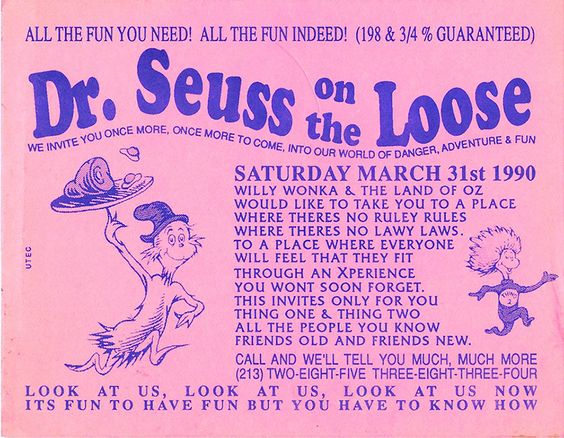 ALL THE FUN YOU NEED! ALL THE FUN INDEED! (198 & 3/4 % GUARANTEED)
Dr. Seuss on the Loose
WE INVITE YOU ONCE MORE, ONCE MORE TO COME, INTO OUR WORLD OF DANGER, ADVENTURE & FUN
SATURDAY MARCH 31st 1990
WILLY WONKA & THE LAND OF OZ
WOULD LIKE TO TAKE YOU TO A PLACE
WHERE THERES NO RULEY RULES
WHERE THERES NO LAWY LAWS.
TO A PLACE WHERE EVERYONE
WILL FEEL THAT THEY FIT
THROUGH AN XPERIENCE
YOU WONT SOON FORGET.
THIS INVITES ONLY FOR YOU
THING ONE & THING TWO
ALL THE PEOPLE YOU KNOW
FRIENDS OLD AND FRIENDS NEW.
CALL AND WE'LL TELL YOU MUCH, MUCH MORE
(213) TWO-EIGHT-FIVE THREE-EIGHT-THREE-FOUR
LOOK AT US, LOOK AT US, LOOK AT US NOW
ITS FUN TO HAVE FUN BUT YOU HAVE TO KNOW HOW
UTEC